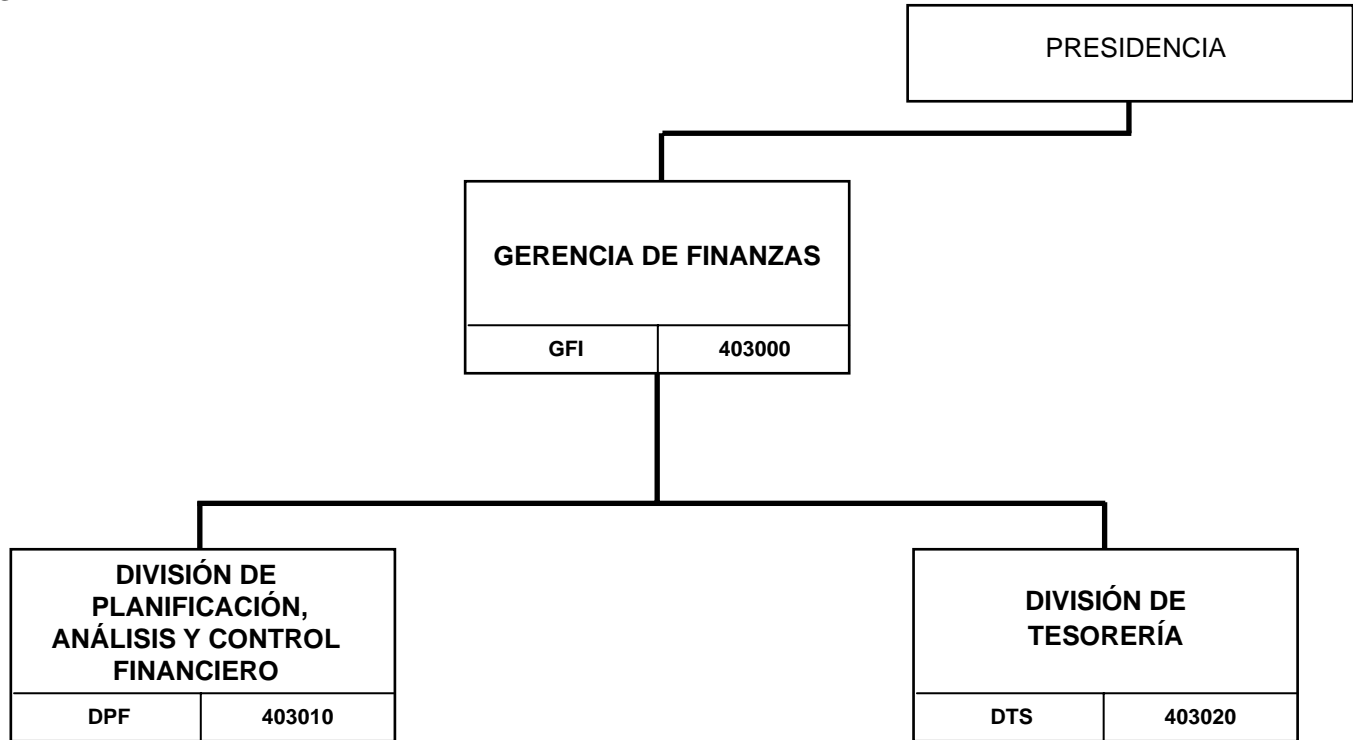 PRESIDENCIA
GERENCIA DE FINANZAS
GFI 403000
DIVISIÓN DE
PLANIFICACIÓN,
ANÁLISIS Y CONTROL
FINANCIERO
DPF 403010
DIVISIÓN DE
TESORERÍA
DTS 403020